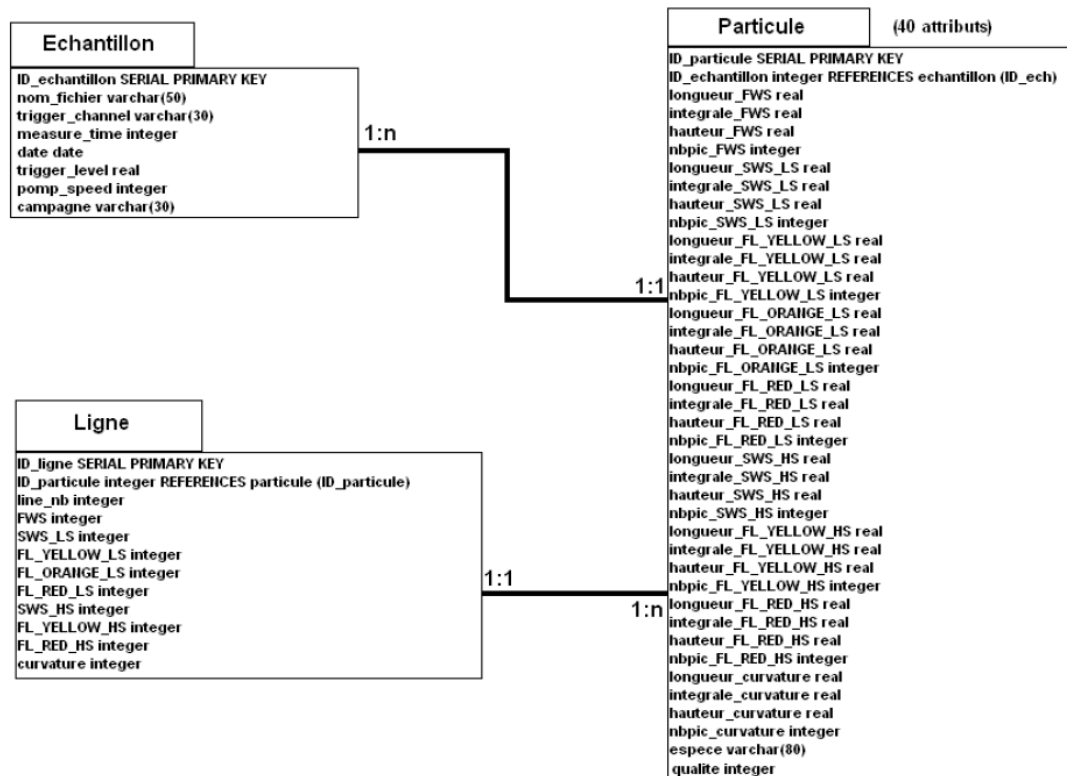 Echantillon
ID_echantillon SERIAL PRIMARY KEY
nom_fichier varchar(50)
trigger_channel varchar(30)
measure_time integer
date date
trigger_level real
pomp_speed integer
campagne varchar(30)
1:n
1:1
Particule
(40 attributs)
ID_particule SERIAL PRIMARY KEY
ID_echantillon integer REFERENCES echantillon (ID_ech)
longueur_FWS real
integrale_FWS real
hauteur_FWS real
nbpic_FWS integer
longueur_SWS_LS real
integrale_SWS_LS real
hauteur_SWS_LS real
nbpic_SWS_LS integer
longueur_FL_YELLOW_LS real
integrale_FL_YELLOW_LS real
hauteur_FL_YELLOW_LS real
nbpic_FL_YELLOW_LS integer
longueur_FL_ORANGE_LS real
integrale_FL_ORANGE_LS real
hauteur_FL_ORANGE_LS real
nbpic_FL_ORANGE_LS integer
longueur_FL_RED_LS real
integrale_FL_RED_LS real
hauteur_FL_RED_LS real
nbpic_FL_RED_LS integer
longueur_SWS_HS real
integrale_SWS_HS real
hauteur_SWS_HS real
nbpic_SWS_HS integer
longueur_FL_YELLOW_HS real
integrale_FL_YELLOW_HS real
hauteur_FL_YELLOW_HS real
nbpic_FL_YELLOW_HS integer
longueur_FL_RED_HS real
integrale_FL_RED_HS real
hauteur_FL_RED_HS real
nbpic_FL_RED_HS integer
longueur_curvature real
integrale_curvature real
hauteur_curvature real
nbpic_curvature integer
espece varchar(80)
qualite integer
Ligne
ID_ligne SERIAL PRIMARY KEY
ID_particule integer REFERENCES particule (ID_particule)
line_nb integer
FWS integer
SWS_LS integer
FL_YELLOW_LS integer
FL_ORANGE_LS integer
FL_RED_LS integer
SWS_HS integer
FL_YELLOW_HS integer
FL_RED_HS integer
curvature integer
1:1
1:n